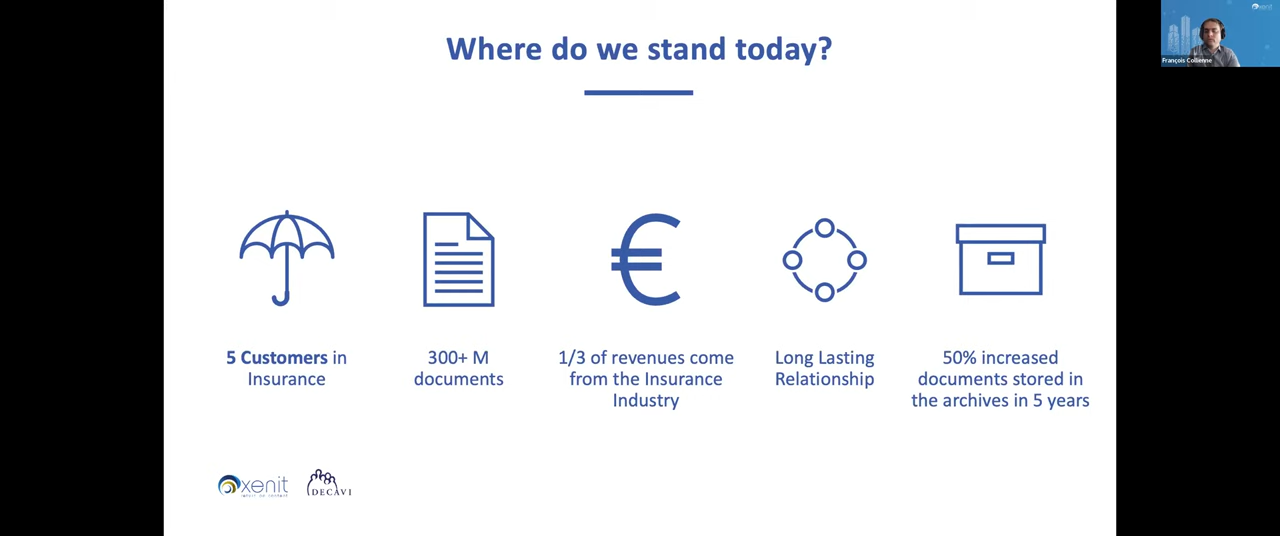 xenit
François Collienne
Where do we stand today?
5 Customers in
Insurance
300+ M
documents
1/3 of revenues come
from the Insurance
Industry
Long Lasting
Relationship
50% increased
documents stored in
the archives in 5 years
xenit
DECAVI